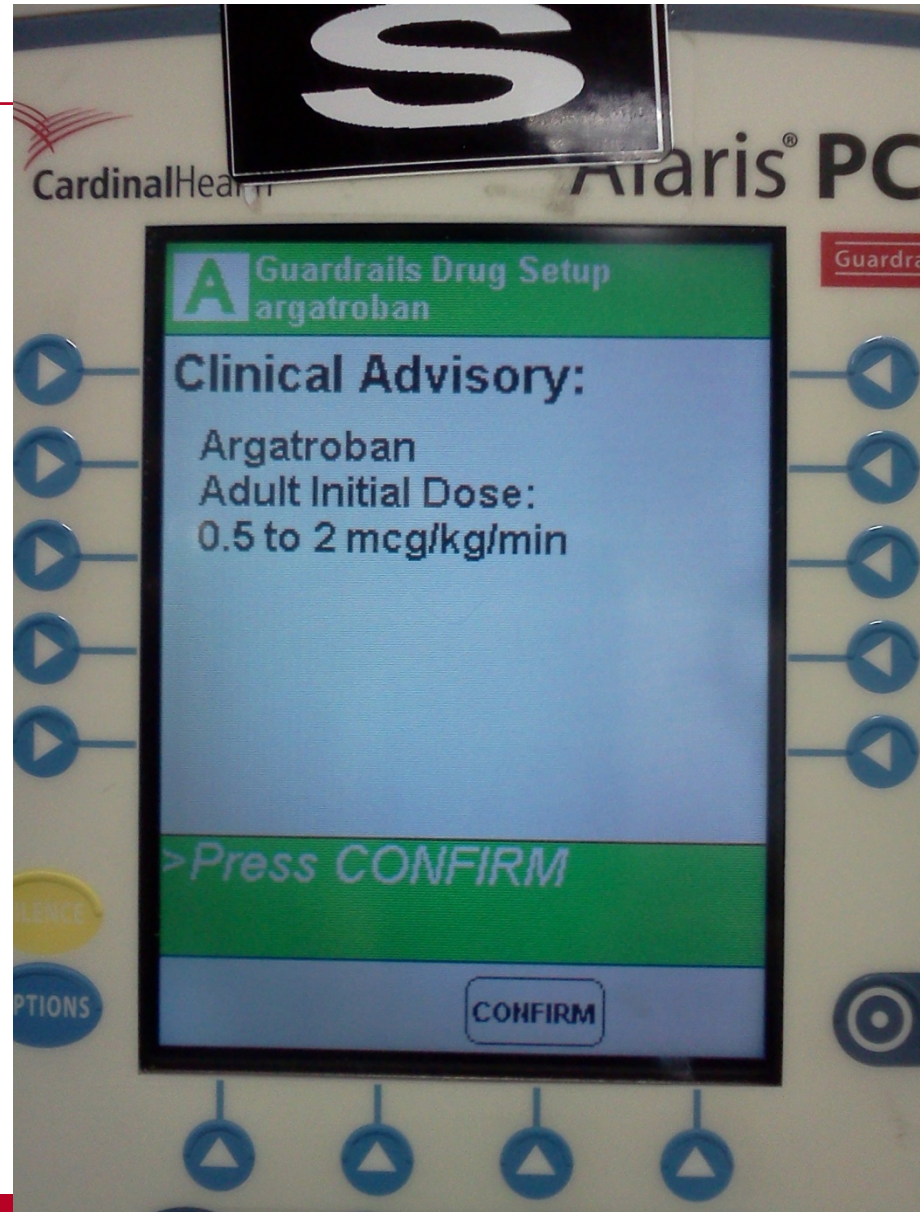 S
CardinalHea
Alaris® PC
Guardra
A
Guardrails Drug Setup
argatroban
Clinical Advisory:
Argatroban
Adult Initial Dose:
0.5 to 2 mcg/kg/min
>Press CONFIRM
LENCE
PTIONS
CONFIRM